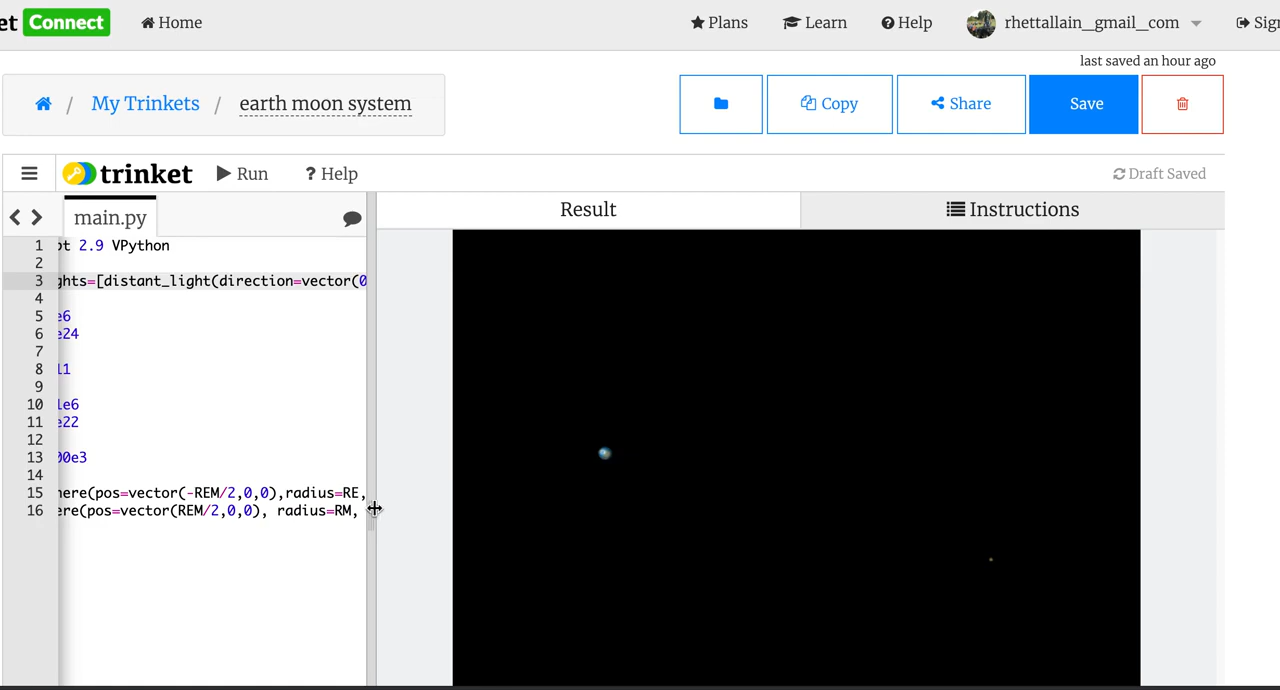 et Connect Home Plans Learn Help rhettallain_gmail_com Sign
last saved an hour ago
/ My Trinkets / earth moon system Copy Share Save
trinket Run ? Help Draft Saved
main.py Result Instructions
1 pt 2.9 VPython
2
3 ghts=[distant_light(direction=vector(0
4
5 e6
6 e24
7
8 11
9
10 1e6
11 e22
12
13 00e3
14
15 here(pos=vector(-REM/2,0,0),radius=RE,
16 ere(pos=vector(REM/2,0,0), radius=RM,